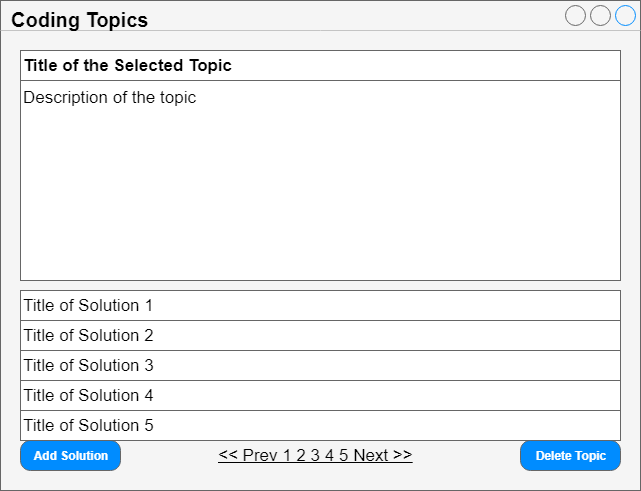 Coding Topics
Title of the Selected Topic
Description of the topic
Title of Solution 1
Title of Solution 2
Title of Solution 3
Title of Solution 4
Title of Solution 5
Add Solution
<< Prev 1 2 3 4 5 Next >>
Delete Topic